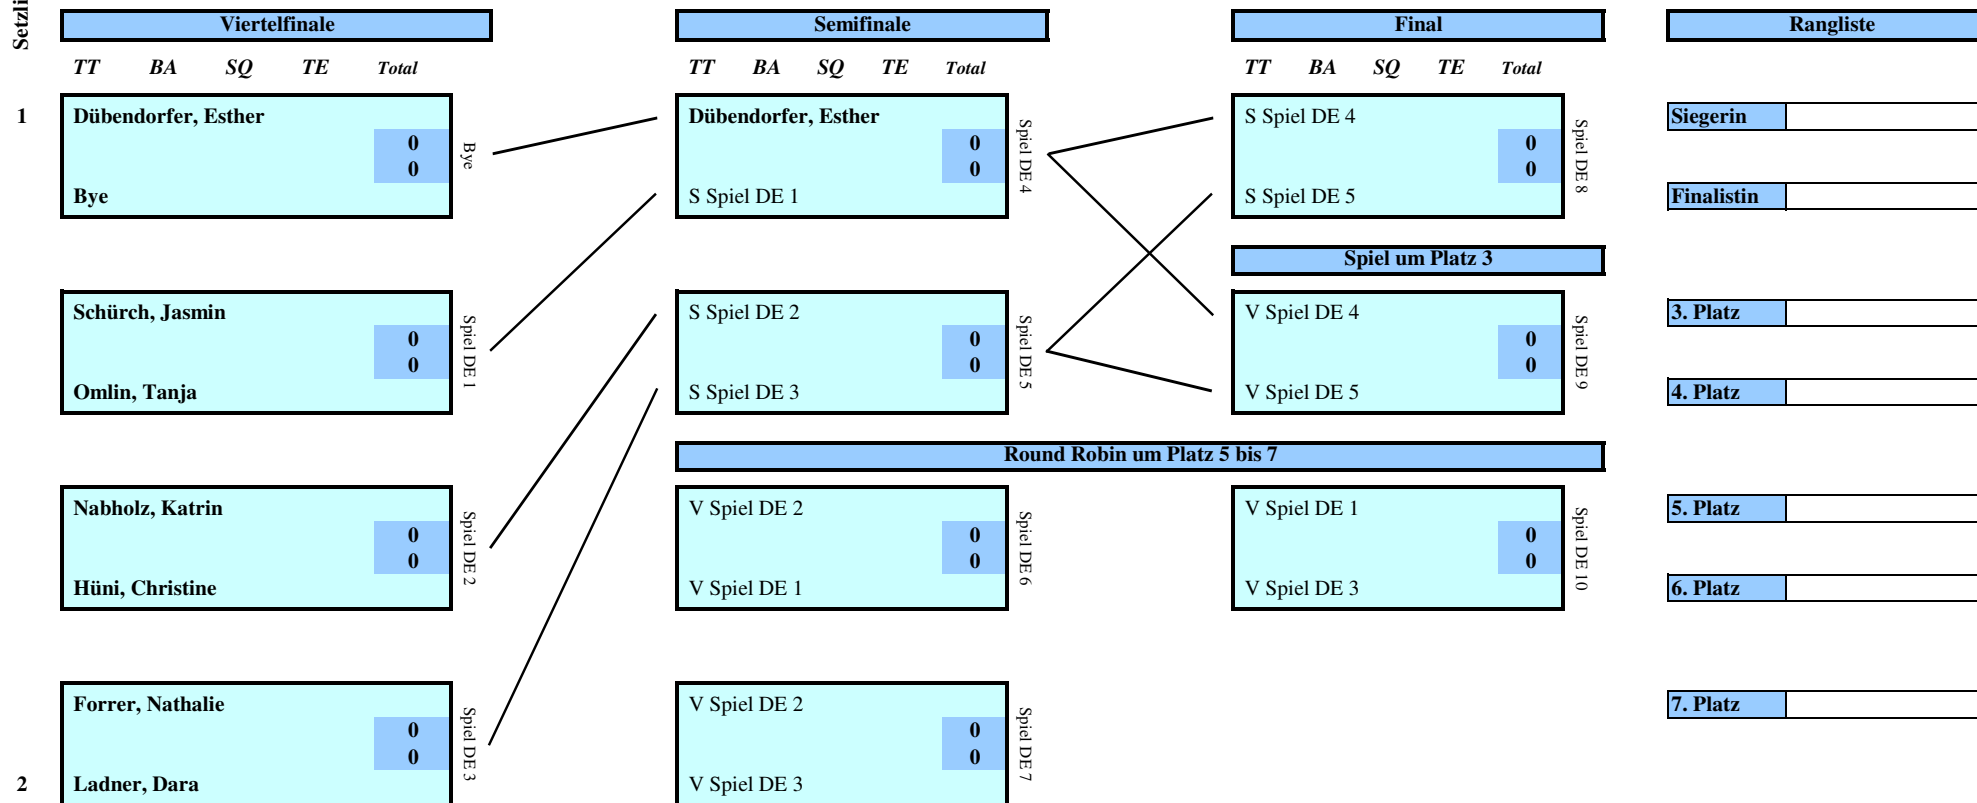 Viertelfinale
Semifinale
Final
Rangliste
TT BA SQ TE Total
TT BA SQ TE Total
TT BA SQ TE Total
1
Dübendorfer, Esther
0
0
Bye
Bye
Dübendorfer, Esther
0
0
S Spiel DE 1
Spiel DE 4
S Spiel DE 4
0
0
S Spiel DE 5
Spiel DE 8
Siegerin
Finalistin
Spiel um Platz 3
Schürch, Jasmin
0
0
Omlin, Tanja
Spiel DE 1
S Spiel DE 2
0
0
S Spiel DE 3
Spiel DE 5
V Spiel DE 4
0
0
V Spiel DE 5
Spiel DE 9
3. Platz
4. Platz
Round Robin um Platz 5 bis 7
Nabholz, Katrin
0
0
Hüni, Christine
Spiel DE 2
V Spiel DE 2
0
0
V Spiel DE 1
Spiel DE 6
V Spiel DE 1
0
0
V Spiel DE 3
Spiel DE 10
5. Platz
6. Platz
Forrer, Nathalie
0
0
2
Ladner, Dara
Spiel DE 3
V Spiel DE 2
0
0
V Spiel DE 3
Spiel DE 7
7. Platz